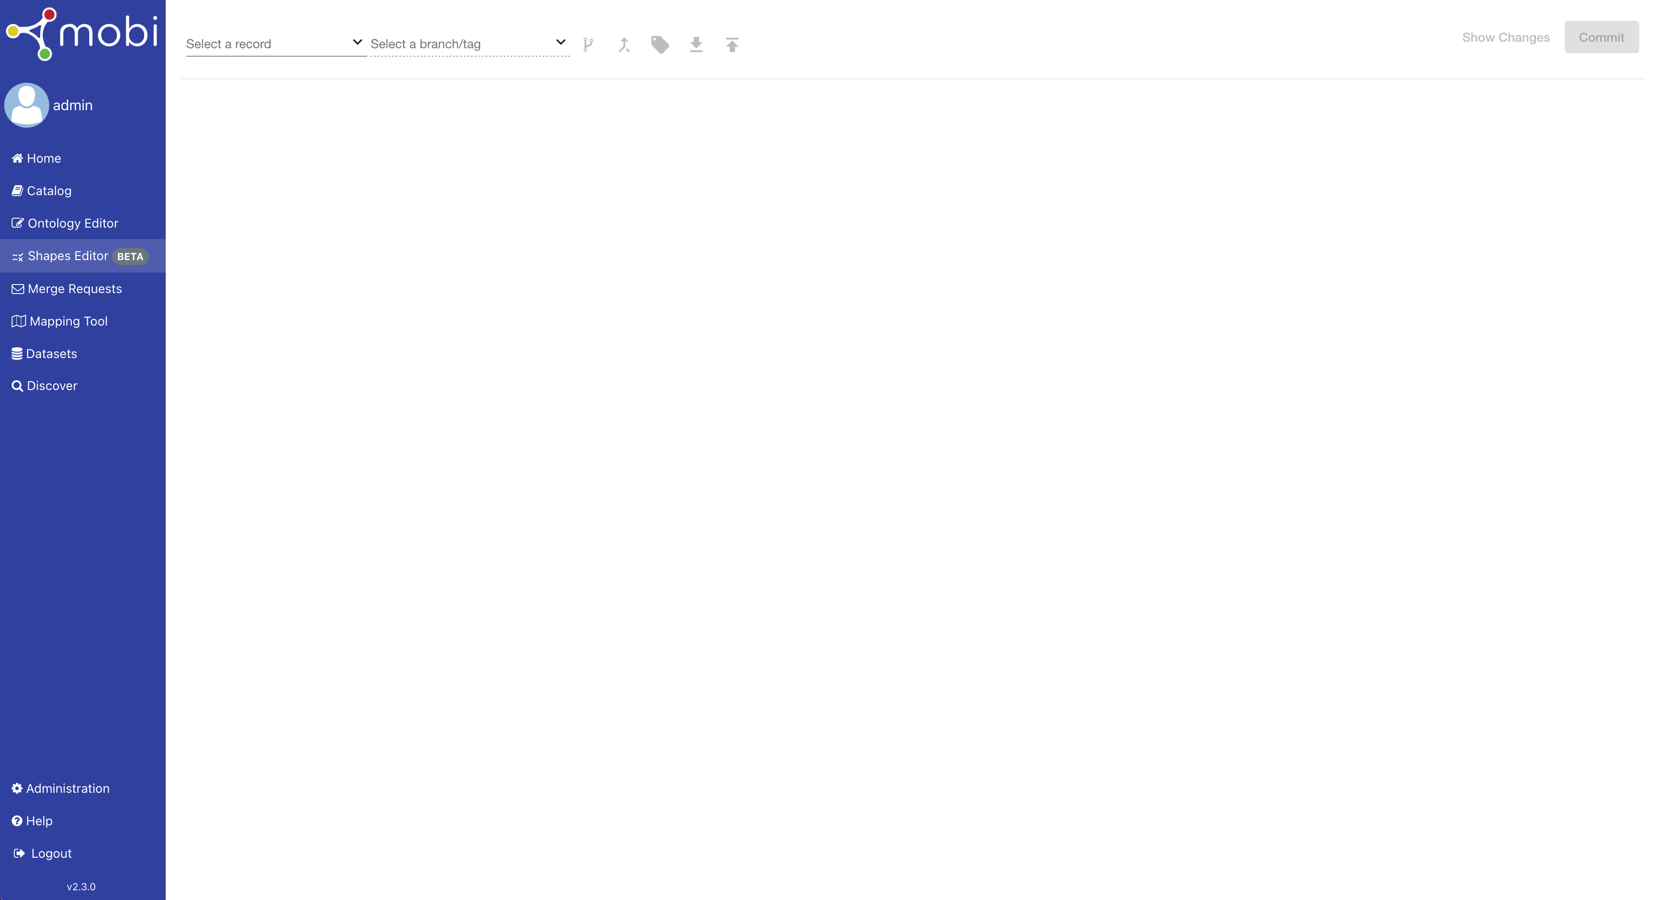 mobi
admin
Home
Catalog
Ontology Editor
Shapes Editor BETA
Merge Requests
Mapping Tool
Datasets
Discover
Administration
Help
Logout
v2.3.0
Select a record
Select a branch/tag
Show Changes
Commit